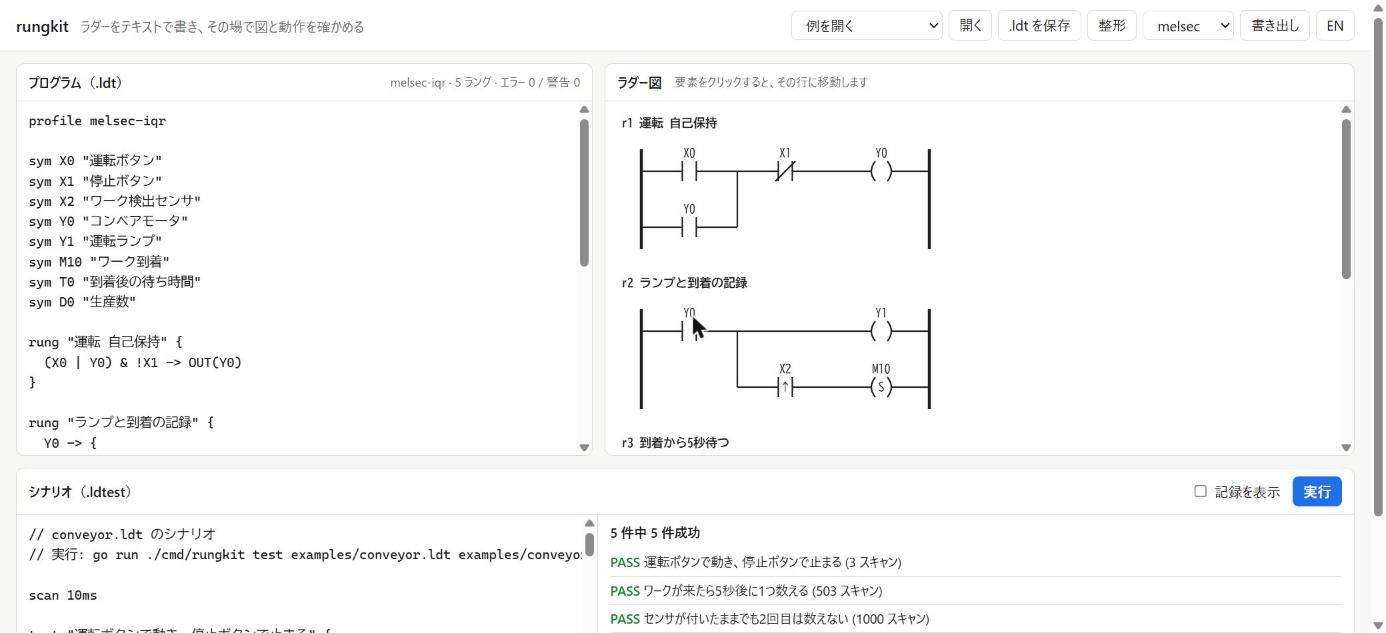 rungkit ラダーをテキストで書き、その場で図と動作を確かめる 例を開く 開く .ldt を保存 整形 melsec 書き出し EN
プログラム（.ldt） melsec-iqr · 5 ラング · エラー 0 / 警告 0
profile melsec-iqr
sym X0 "運転ボタン"
sym X1 "停止ボタン"
sym X2 "ワーク検出センサ"
sym Y0 "コンベアモータ"
sym Y1 "運転ランプ"
sym M10 "ワーク到着"
sym T0 "到着後の待ち時間"
sym D0 "生産数"
rung "運転 自己保持" {
(X0 | Y0) & !X1 -> OUT(Y0)
}
rung "ランプと到着の記録" {
Y0 -> {
ラダー図 要素をクリックすると、その行に移動します
r1 運転 自己保持
X0 X1 Y0
Y0
r2 ランプと到着の記録
Y0 Y1
X2 M10
↑ S
r3 到着から5秒待つ
シナリオ（.ldtest） 記録を表示 実行
// conveyor.ldt のシナリオ
// 実行: go run ./cmd/rungkit test examples/conveyor.ldt examples/conveyo
scan 10ms
5 件中 5 件成功
PASS 運転ボタンで動き、停止ボタンで止まる (3 スキャン)
PASS ワークが来たら5秒後に1つ数える (503 スキャン)
PASS センサが付いたままでも2回目は数えない (1000 スキャン)